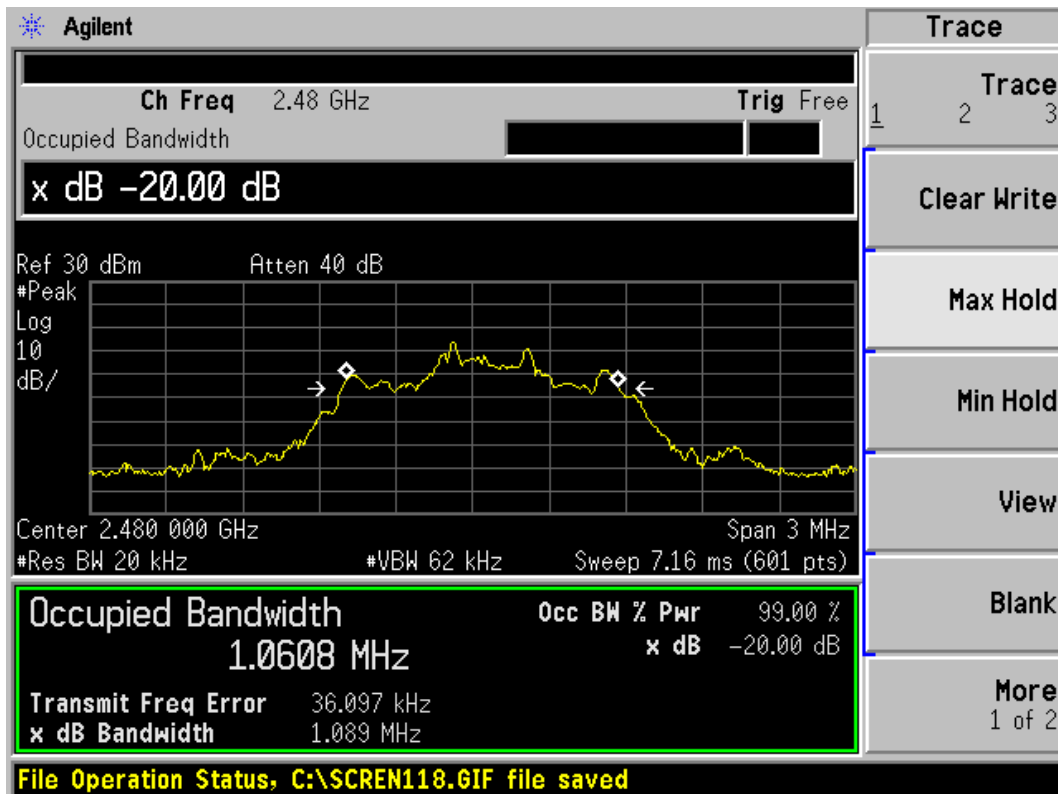 Agilent
Trace
Ch Freq 2.48 GHz Trig Free
Occupied Bandwidth
x dB -20.00 dB
Ref 30 dBm Atten 40 dB
#Peak
Log
10
dB/
Center 2.480 000 GHz Span 3 MHz
#Res BW 20 kHz #VBW 62 kHz Sweep 7.16 ms (601 pts)
Occupied Bandwidth
1.0608 MHz
Occ BW % Pwr 99.00 %
x dB -20.00 dB
Transmit Freq Error 36.097 kHz
x dB Bandwidth 1.089 MHz
File Operation Status, C:\SCREN118.GIF file saved
Trace
1 2 3
Clear Write
Max Hold
Min Hold
View
Blank
More
1 of 2